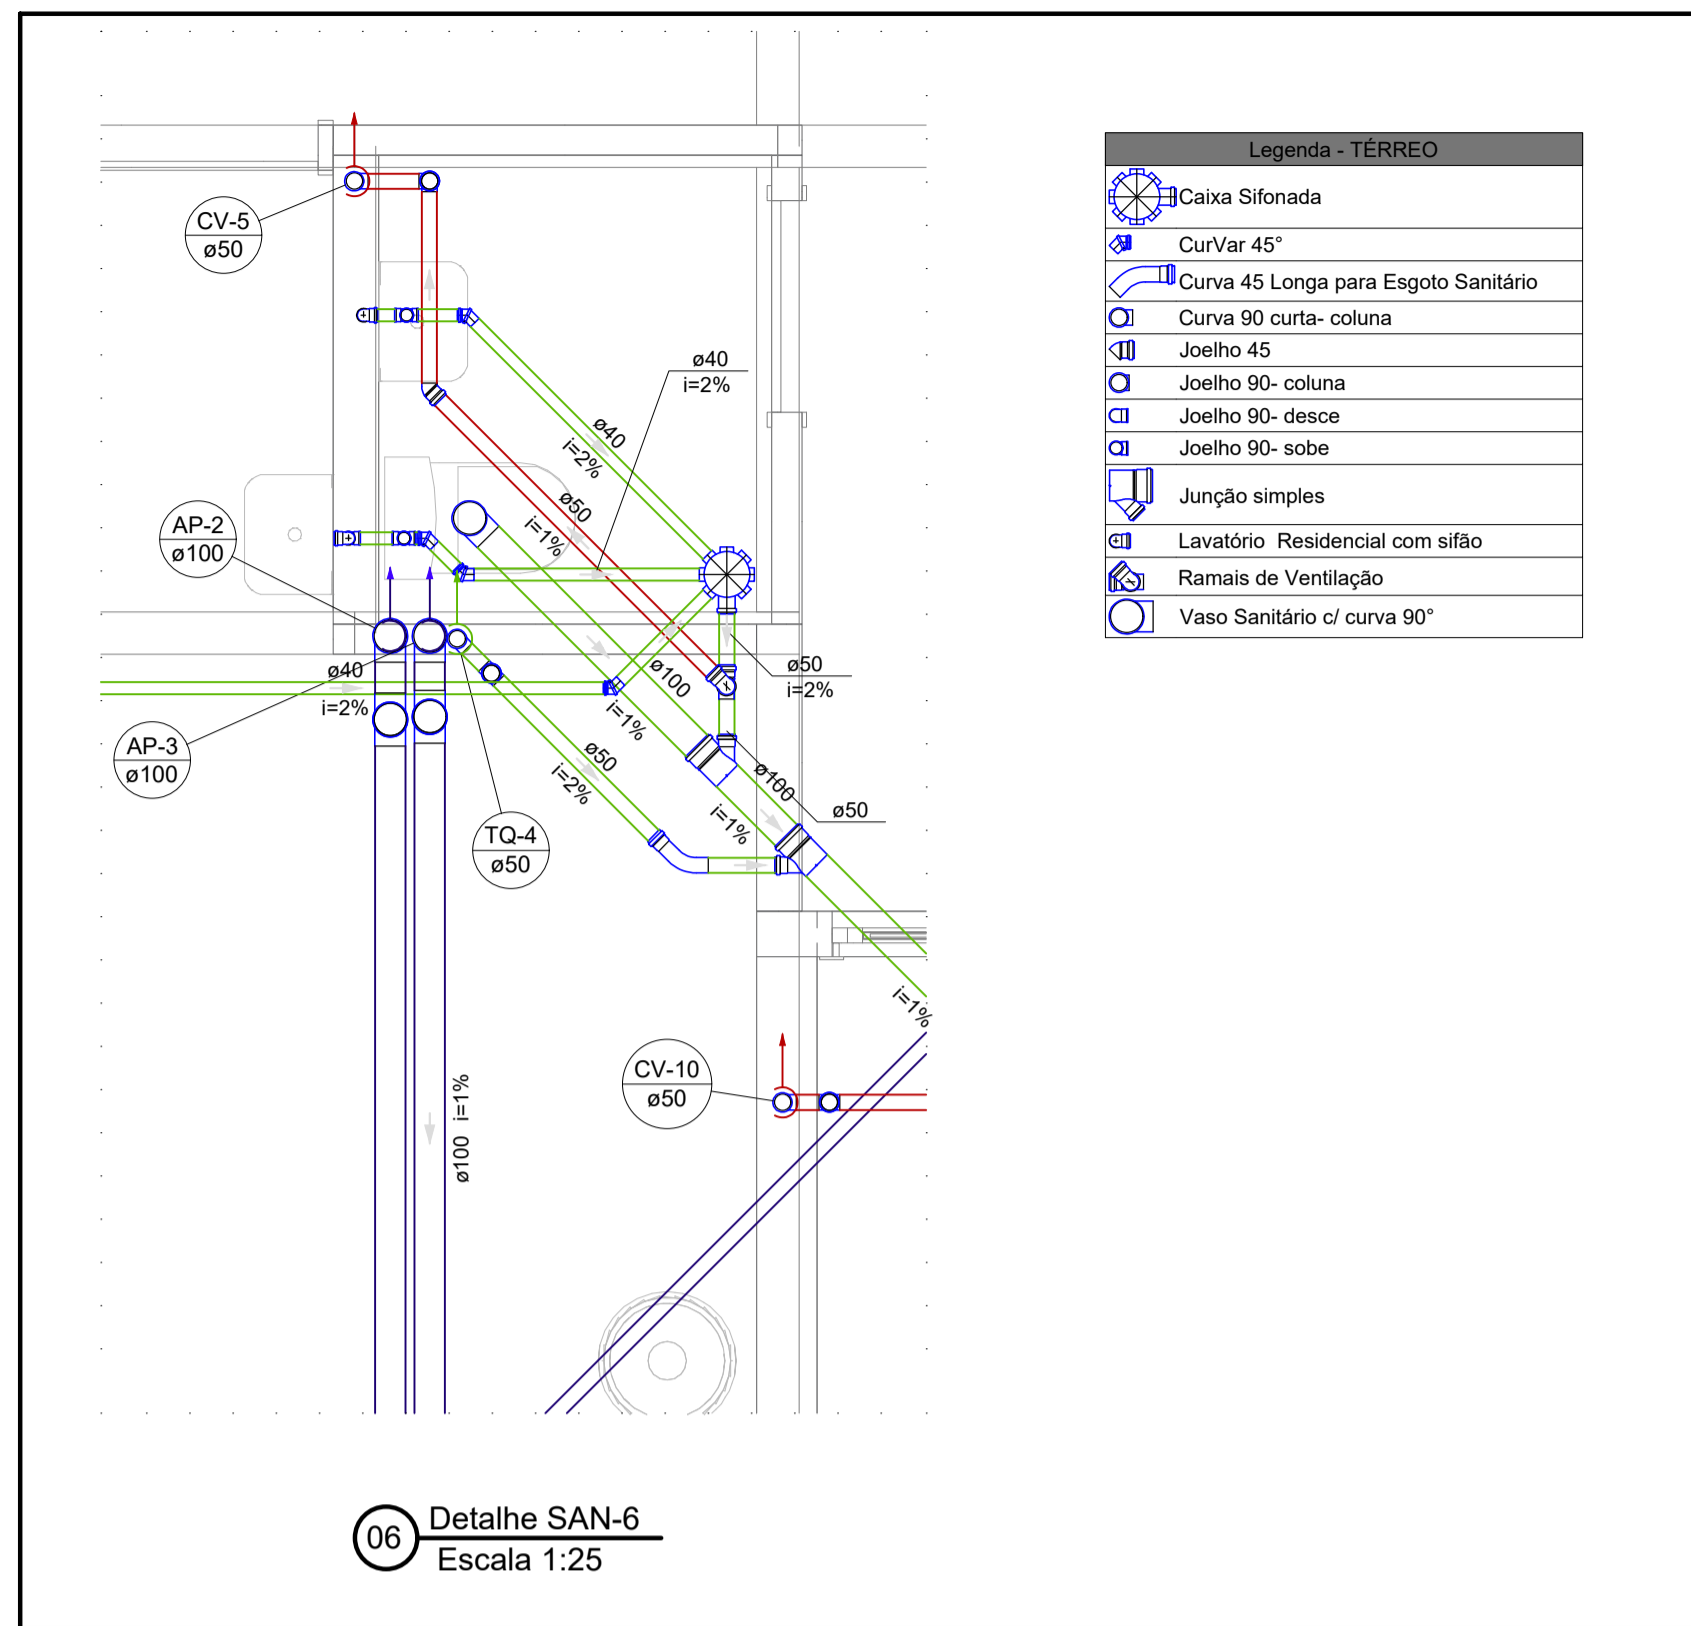 CV-5
ø50
ø40
i=2%
ø40
i=2%
ø50
i=1%
AP-2
ø100
ø40
i=2%
ø100
i=1%
ø50
i=2%
AP-3
ø100
ø50
i=2%
ø100
i=1%
ø50
TQ-4
ø50
i=1%
CV-10
ø50
ø100 i=1%
Legenda - TÉRREO
Caixa Sifonada
CurVar 45°
Curva 45 Longa para Esgoto Sanitário
Curva 90 curta- coluna
Joelho 45
Joelho 90- coluna
Joelho 90- desce
Joelho 90- sobe
Junção simples
Lavatório Residencial com sifão
Ramais de Ventilação
Vaso Sanitário c/ curva 90°
06
Detalhe SAN-6
Escala 1:25